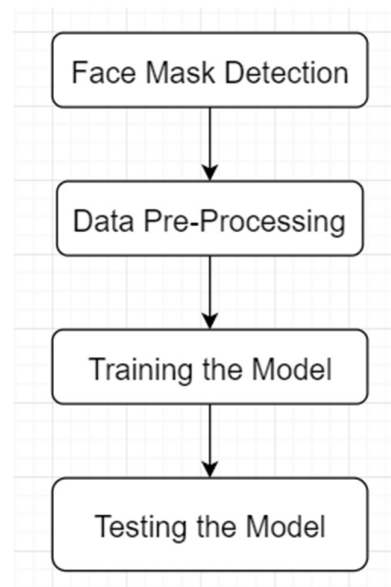 Face Mask Detection
Data Pre-Processing
Training the Model
Testing the Model